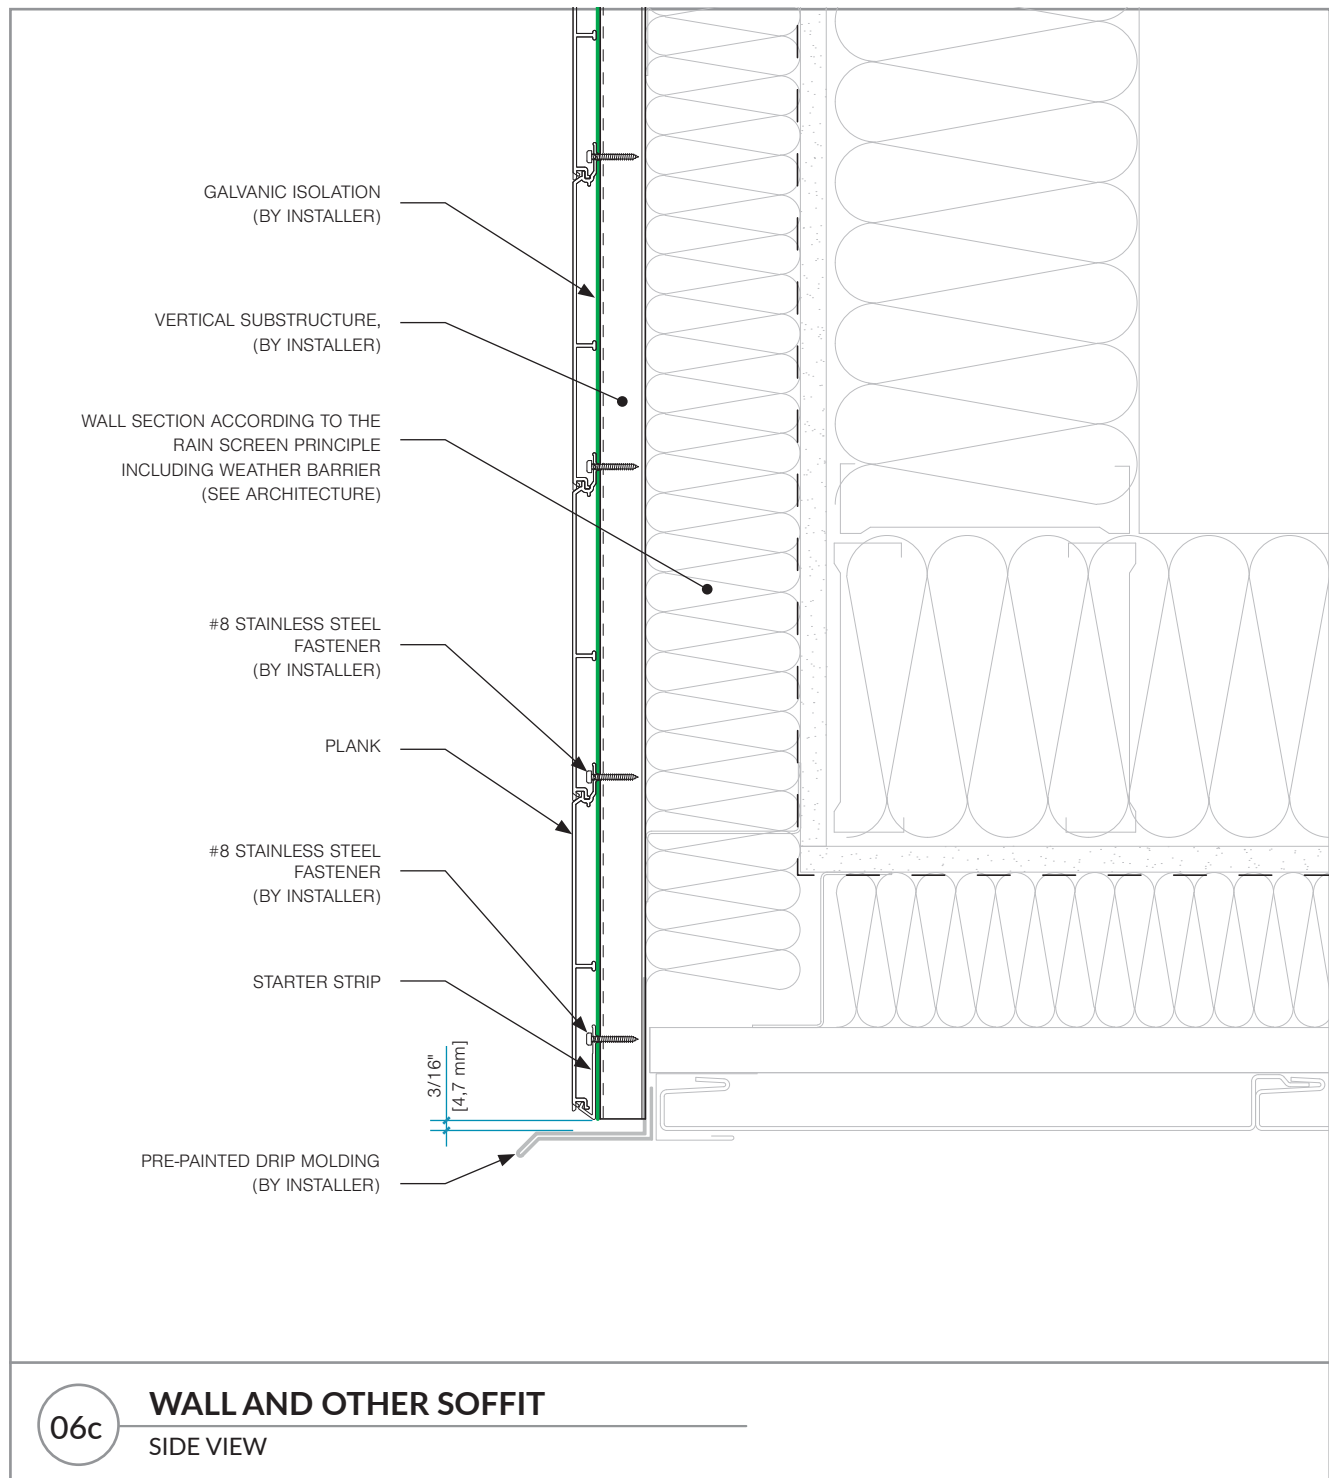 GALVANIC ISOLATION
(BY INSTALLER)
VERTICAL SUBSTRUCTURE,
(BY INSTALLER)
WALL SECTION ACCORDING TO THE
RAIN SCREEN PRINCIPLE
INCLUDING WEATHER BARRIER
(SEE ARCHITECTURE)
#8 STAINLESS STEEL
FASTENER
(BY INSTALLER)
PLANK
#8 STAINLESS STEEL
FASTENER
(BY INSTALLER)
STARTER STRIP
3/16"
[4,7 mm]
PRE-PAINTED DRIP MOLDING
(BY INSTALLER)
06c
WALL AND OTHER SOFFIT
SIDE VIEW